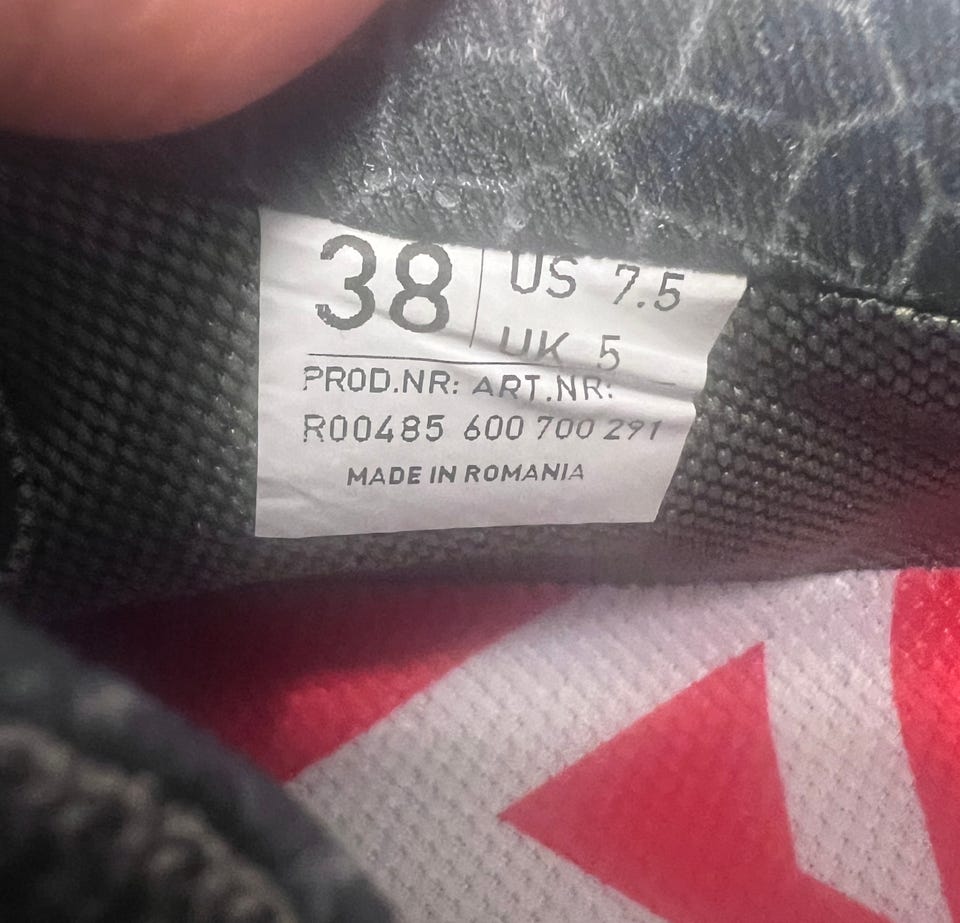 38
US 7.5
UK 5
PROD.NR: ART.NR:
R00485 600 700 291
MADE IN ROMANIA